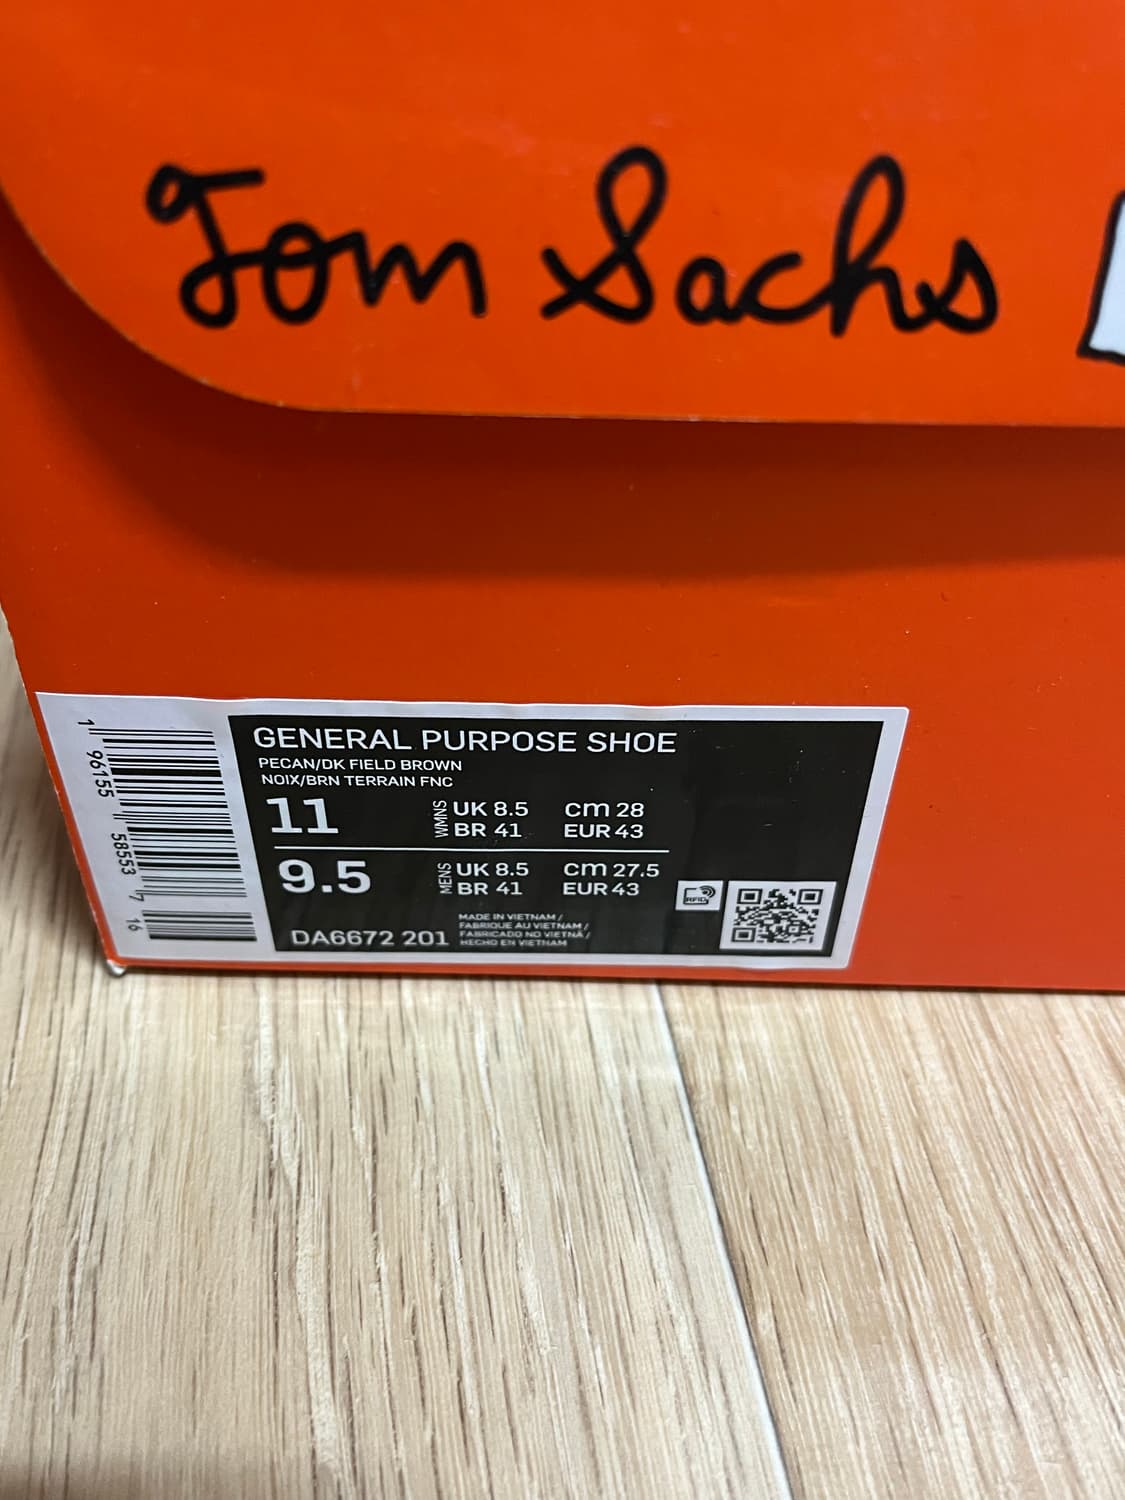 Tom Sachs
GENERAL PURPOSE SHOE
PECAN/DK FIELD BROWN
NOIX/BRN TERRAIN FNC
11 WMNS UK 8.5 cm 28
BR 41 EUR 43
9.5 MENS UK 8.5 cm 27.5
BR 41 EUR 43
DA6672 201
MADE IN VIETNAM /
FABRIQUE AU VIETNAM /
FABRICADO NO VIETNÃ /
HECHO EN VIETNAM
RFID
1 96155 58553 7 16